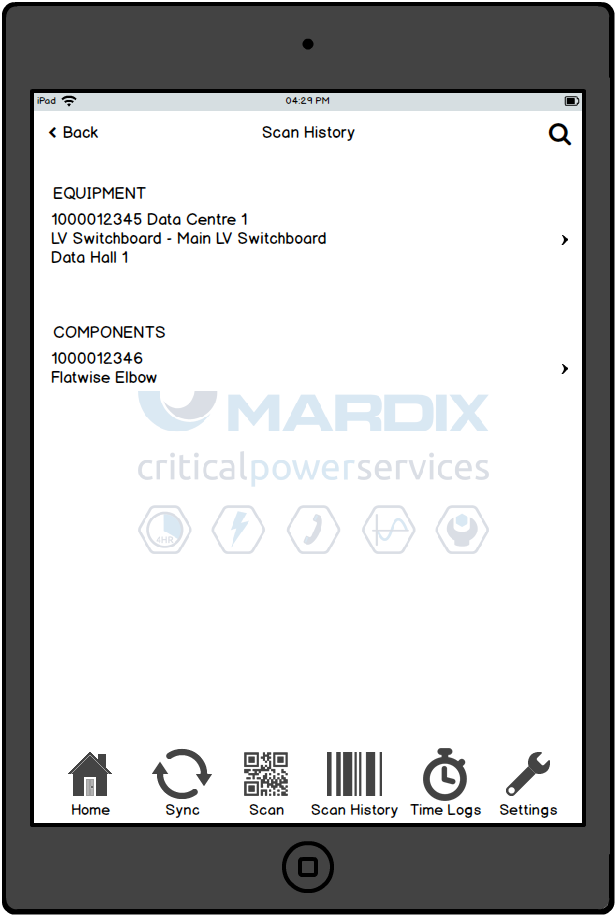 iPad
04:29 PM
Back
Scan History
EQUIPMENT
1000012345 Data Centre 1
LV Switchboard - Main LV Switchboard
Data Hall 1
COMPONENTS
1000012346
Flatwise Elbow
MARDIX
criticalpowerservices
4HR
Home
Sync
Scan
Scan History
Time Logs
Settings